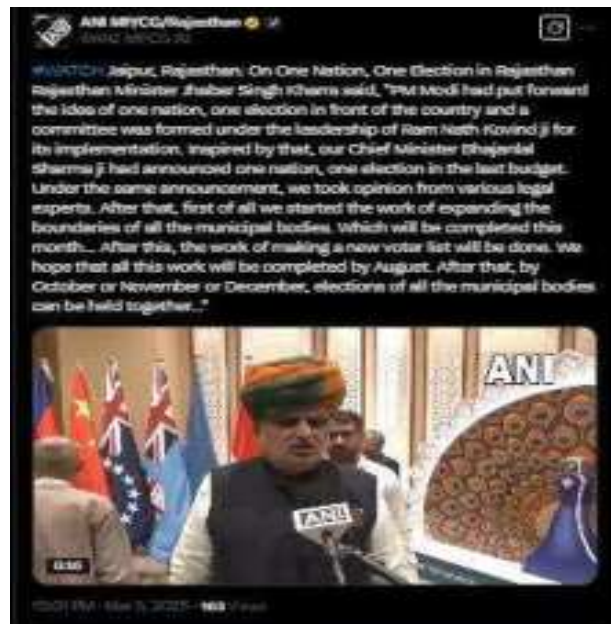 ANI MP/CG/Rajasthan
#WATCH Jaipur, Rajasthan: On One Nation, One Election in Rajasthan
Rajasthan Minister Jhabar Singh Kharra said, "PM Modi had put forward
the idea of one nation, one election in front of the country and a
committee was formed under the leadership of Ram Nath Kovind ji for
its implementation. Inspired by that, our Chief Minister Bhajanlal
Sharma ji had announced one nation, one election in the last budget.
Under the same announcement, we took opinion from various legal
experts. After that, first of all we started the work of expanding the
boundaries of all the municipal bodies. Which will be completed this
month... After this, the work of making a new voter list will be done. We
hope that all this work will be completed by August. After that, by
October or November or December, elections of all the municipal bodies
can be held together..."
ANI
ANI
PM Mar 2025 163 Views